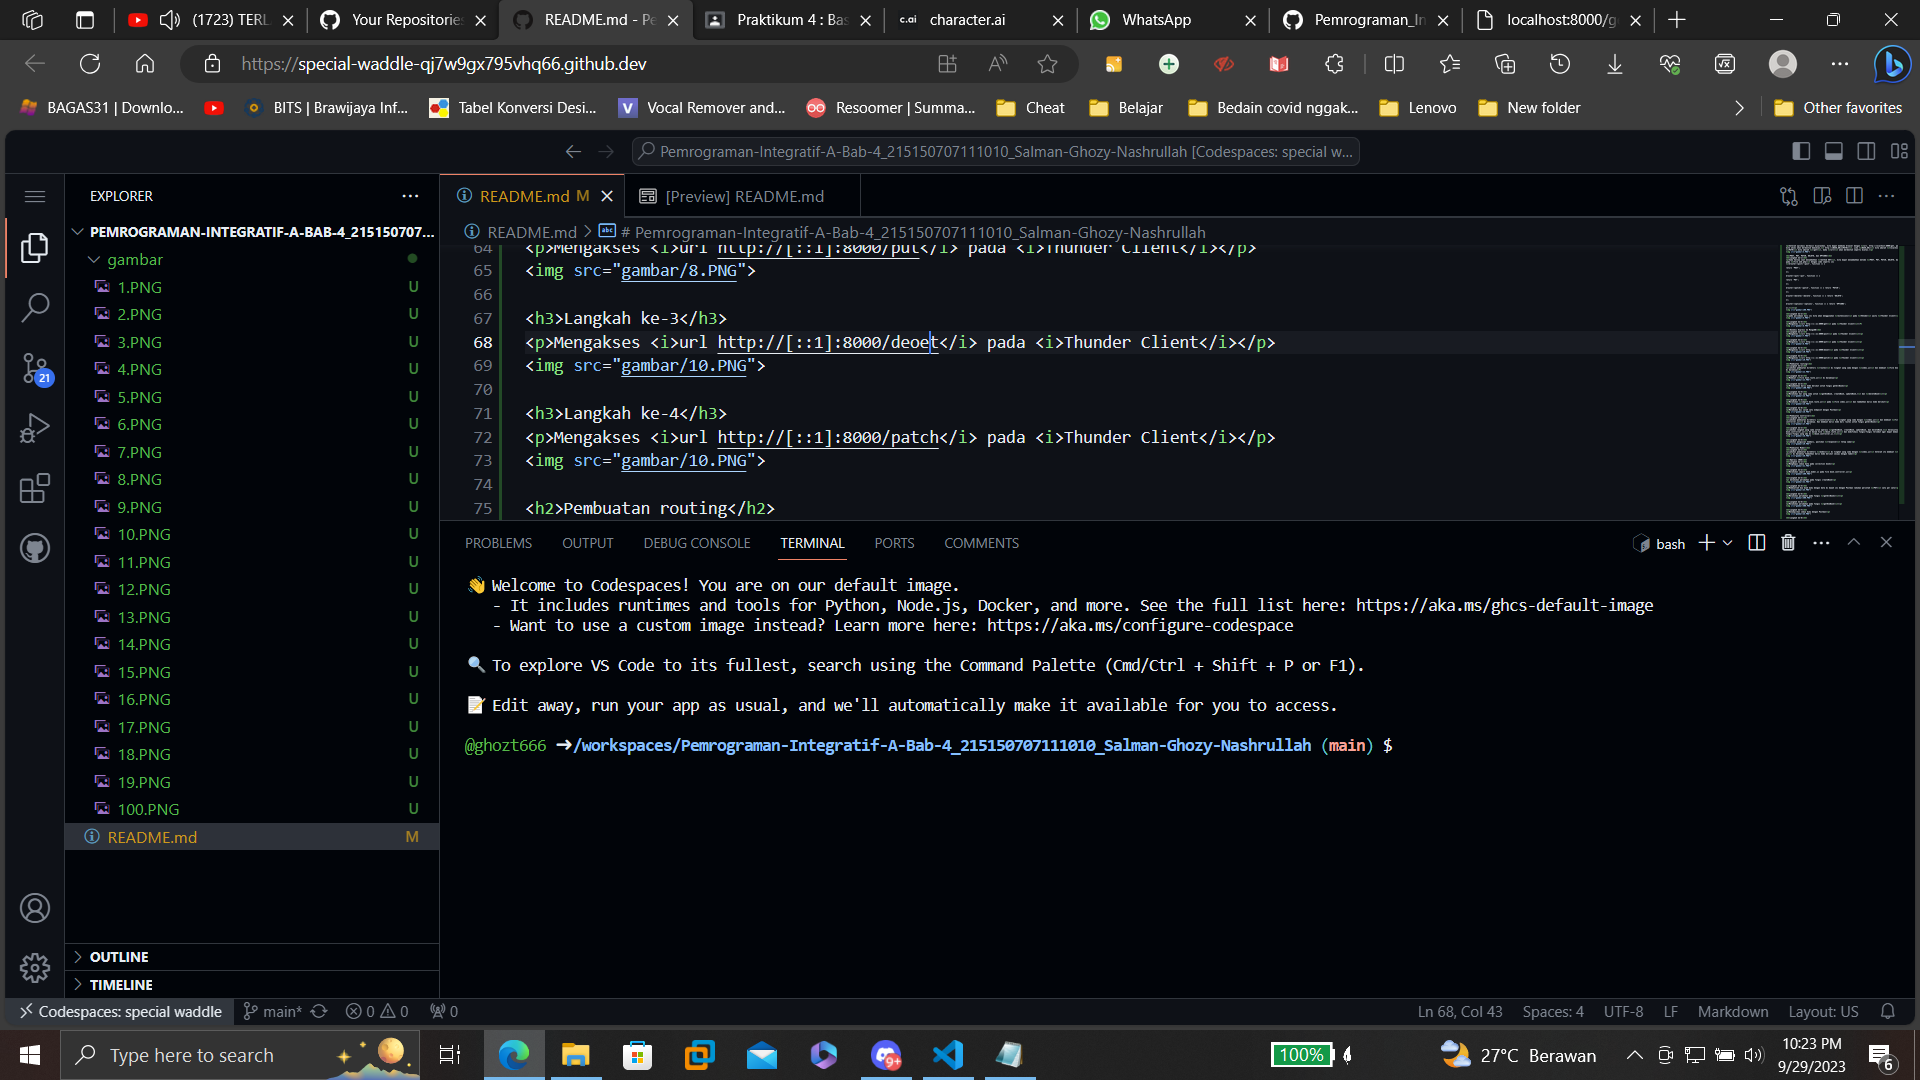 (1723) TERL
Your Repositories
README.md - Pe
Praktikum 4 : Bas
character.ai
WhatsApp
Pemrograman_In
localhost:8000/g
https://special-waddle-qj7w9gx795vhq66.github.dev
BAGAS31 | Downlo...
BITS | Brawijaya Inf...
Tabel Konversi Desi...
Vocal Remover and...
Resoomer | Summa...
Cheat
Belajar
Bedain covid nggak...
Lenovo
New folder
Other favorites
Pemrograman-Integratif-A-Bab-4_215150707111010_Salman-Ghozy-Nashrullah [Codespaces: special w...
EXPLORER
PEMROGRAMAN-INTEGRATIF-A-BAB-4_215150707...
gambar
1.PNG U
2.PNG U
3.PNG U
4.PNG U
5.PNG U
6.PNG U
7.PNG U
8.PNG U
9.PNG U
10.PNG U
11.PNG U
12.PNG U
13.PNG U
14.PNG U
15.PNG U
16.PNG U
17.PNG U
18.PNG U
19.PNG U
100.PNG U
README.md M
OUTLINE
TIMELINE
21
README.md M
[Preview] README.md
README.md > # Pemrograman-Integratif-A-Bab-4_215150707111010_Salman-Ghozy-Nashrullah
64 <p>Mengakses <i>url http://[::1]:8000/put</i> pada <i>Thunder Client</i></p>
65 <img src="gambar/8.PNG">
66
67 <h3>Langkah ke-3</h3>
68 <p>Mengakses <i>url http://[::1]:8000/deoet</i> pada <i>Thunder Client</i></p>
69 <img src="gambar/10.PNG">
70
71 <h3>Langkah ke-4</h3>
72 <p>Mengakses <i>url http://[::1]:8000/patch</i> pada <i>Thunder Client</i></p>
73 <img src="gambar/10.PNG">
74
75 <h2>Pembuatan routing</h2>
PROBLEMS OUTPUT DEBUG CONSOLE TERMINAL PORTS COMMENTS
bash
👋 Welcome to Codespaces! You are on our default image.
- It includes runtimes and tools for Python, Node.js, Docker, and more. See the full list here: https://aka.ms/ghcs-default-image
- Want to use a custom image instead? Learn more here: https://aka.ms/configure-codespace
🔍 To explore VS Code to its fullest, search using the Command Palette (Cmd/Ctrl + Shift + P or F1).
📝 Edit away, run your app as usual, and we'll automatically make it available for you to access.
@ghozt666 ➜/workspaces/Pemrograman-Integratif-A-Bab-4_215150707111010_Salman-Ghozy-Nashrullah (main) $
Codespaces: special waddle
main*
0 0
0
Ln 68, Col 43
Spaces: 4
UTF-8
LF
Markdown
Layout: US
Type here to search
9+
100%
27°C Berawan
10:23 PM
9/29/2023
6